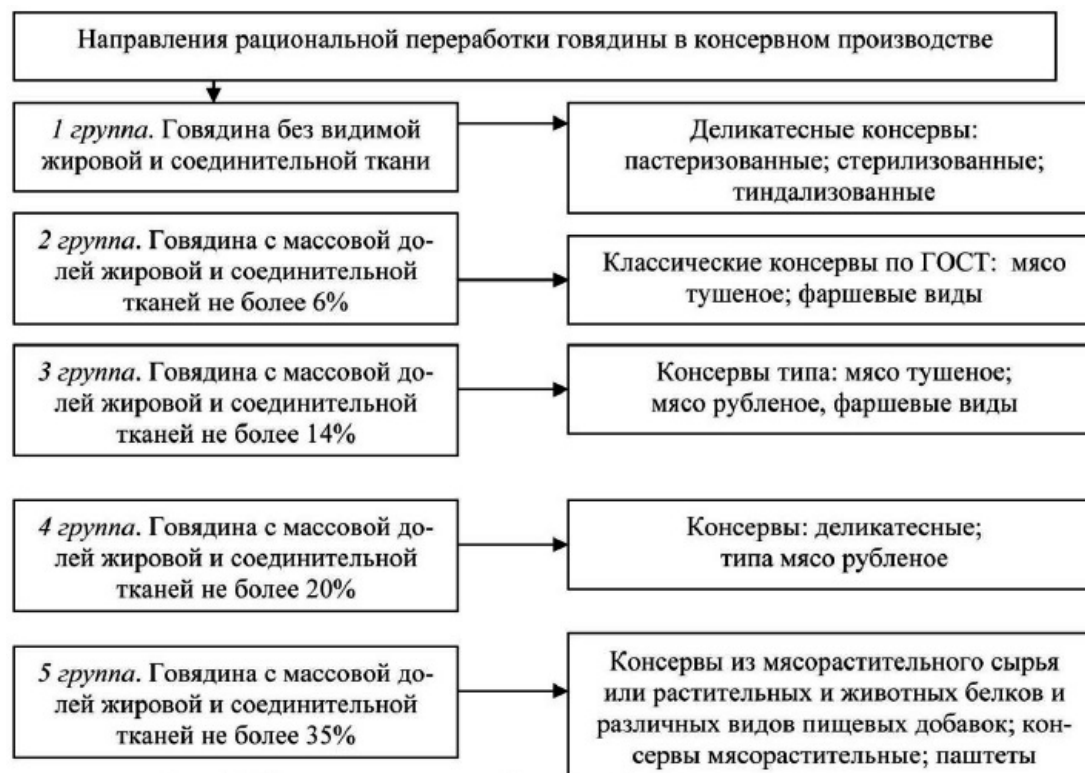 Направления рациональной переработки говядины в консервном производстве
1 группа. Говядина без видимой
жировой и соединительной ткани
Деликатесные консервы:
пастеризованные; стерилизованные;
тиндализованные
2 группа. Говядина с массовой до-
лей жировой и соединительной
тканей не более 6%
Классические консервы по ГОСТ: мясо
тушеное; фаршевые виды
3 группа. Говядина с массовой до-
лей жировой и соединительной
тканей не более 14%
Консервы типа: мясо тушеное;
мясо рубленое, фаршевые виды
4 группа. Говядина с массовой до-
лей жировой и соединительной
тканей не более 20%
Консервы: деликатесные;
типа мясо рубленое
5 группа. Говядина с массовой до-
лей жировой и соединительной
тканей не более 35%
Консервы из мясорастительного сырья
или растительных и животных белков и
различных видов пищевых добавок; кон-
сервы мясорастительные; паштеты